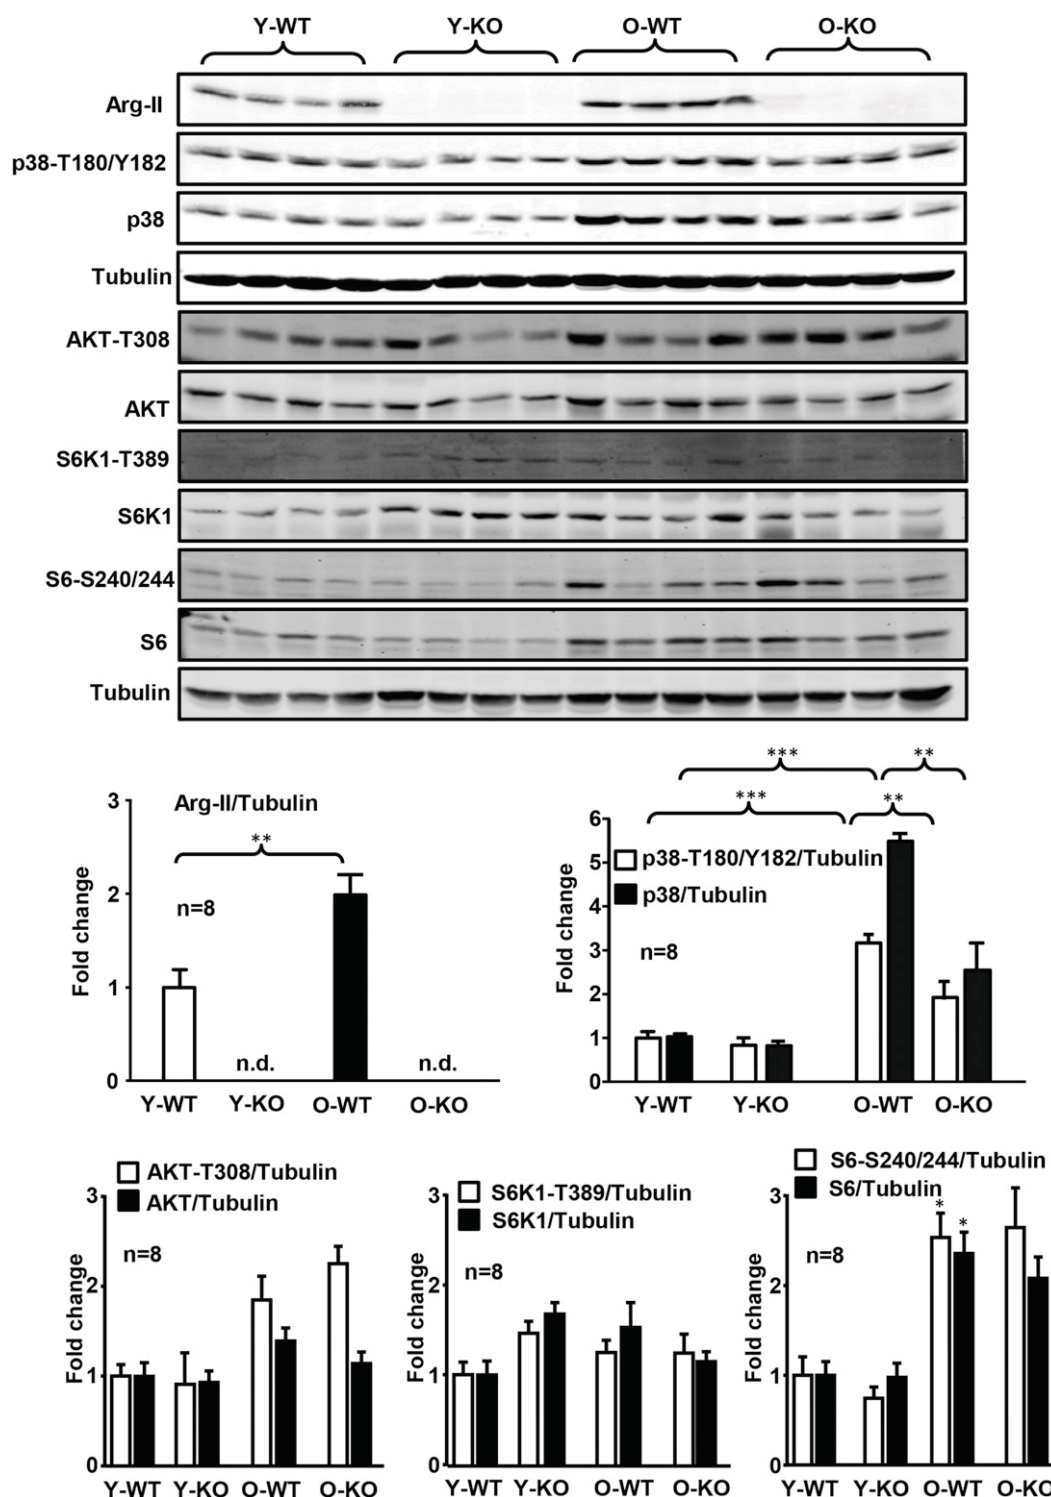 Y-WT Y-KO O-WT O-KO
Arg-II
p38-T180/Y182
p38
Tubulin
AKT-T308
AKT
S6K1-T389
S6K1
S6-S240/244
S6
Tubulin
Arg-II/Tubulin
**
n=8
Fold change
3
2
1
0
n.d.
n.d.
Y-WT Y-KO O-WT O-KO
*** **
*** **
p38-T180/Y182/Tubulin
p38/Tubulin
n=8
Fold change
6
5
4
3
2
1
0
Y-WT Y-KO O-WT O-KO
AKT-T308/Tubulin
AKT/Tubulin
n=8
Fold change
3
2
1
0
Y-WT Y-KO O-WT O-KO
S6K1-T389/Tubulin
S6K1/Tubulin
n=8
Fold change
3
2
1
0
Y-WT Y-KO O-WT O-KO
S6-S240/244/Tubulin
S6/Tubulin
* *
n=8
Fold change
3
2
1
0
Y-WT Y-KO O-WT O-KO